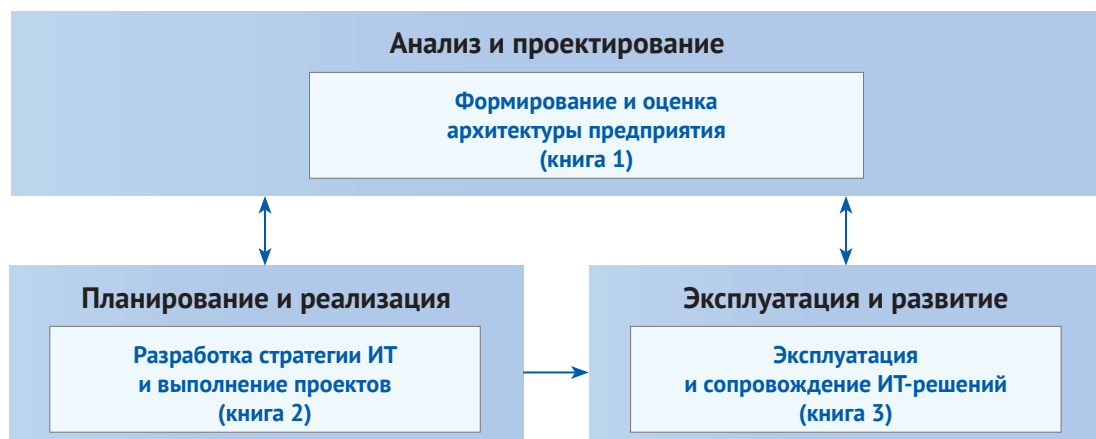 Анализ и проектирование
Формирование и оценка
архитектуры предприятия
(книга 1)
Планирование и реализация
Разработка стратегии ИТ
и выполнение проектов
(книга 2)
Эксплуатация и развитие
Эксплуатация
и сопровождение ИТ-решений
(книга 3)